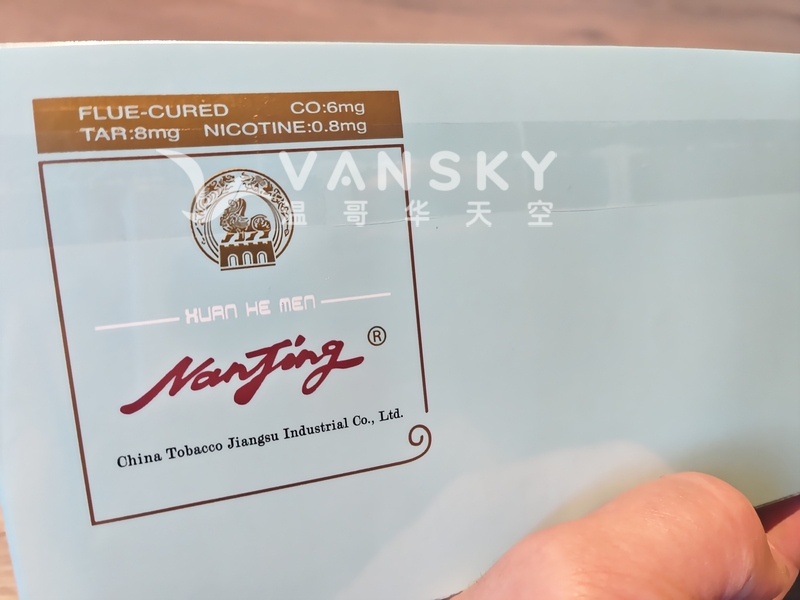 FLUE-CURED CO:6mg
TAR:8mg NICOTINE:0.8mg
VANSKY
温哥华天空
XUAN HE MEN
NanJing ®
China Tobacco Jiangsu Industrial Co., Ltd.